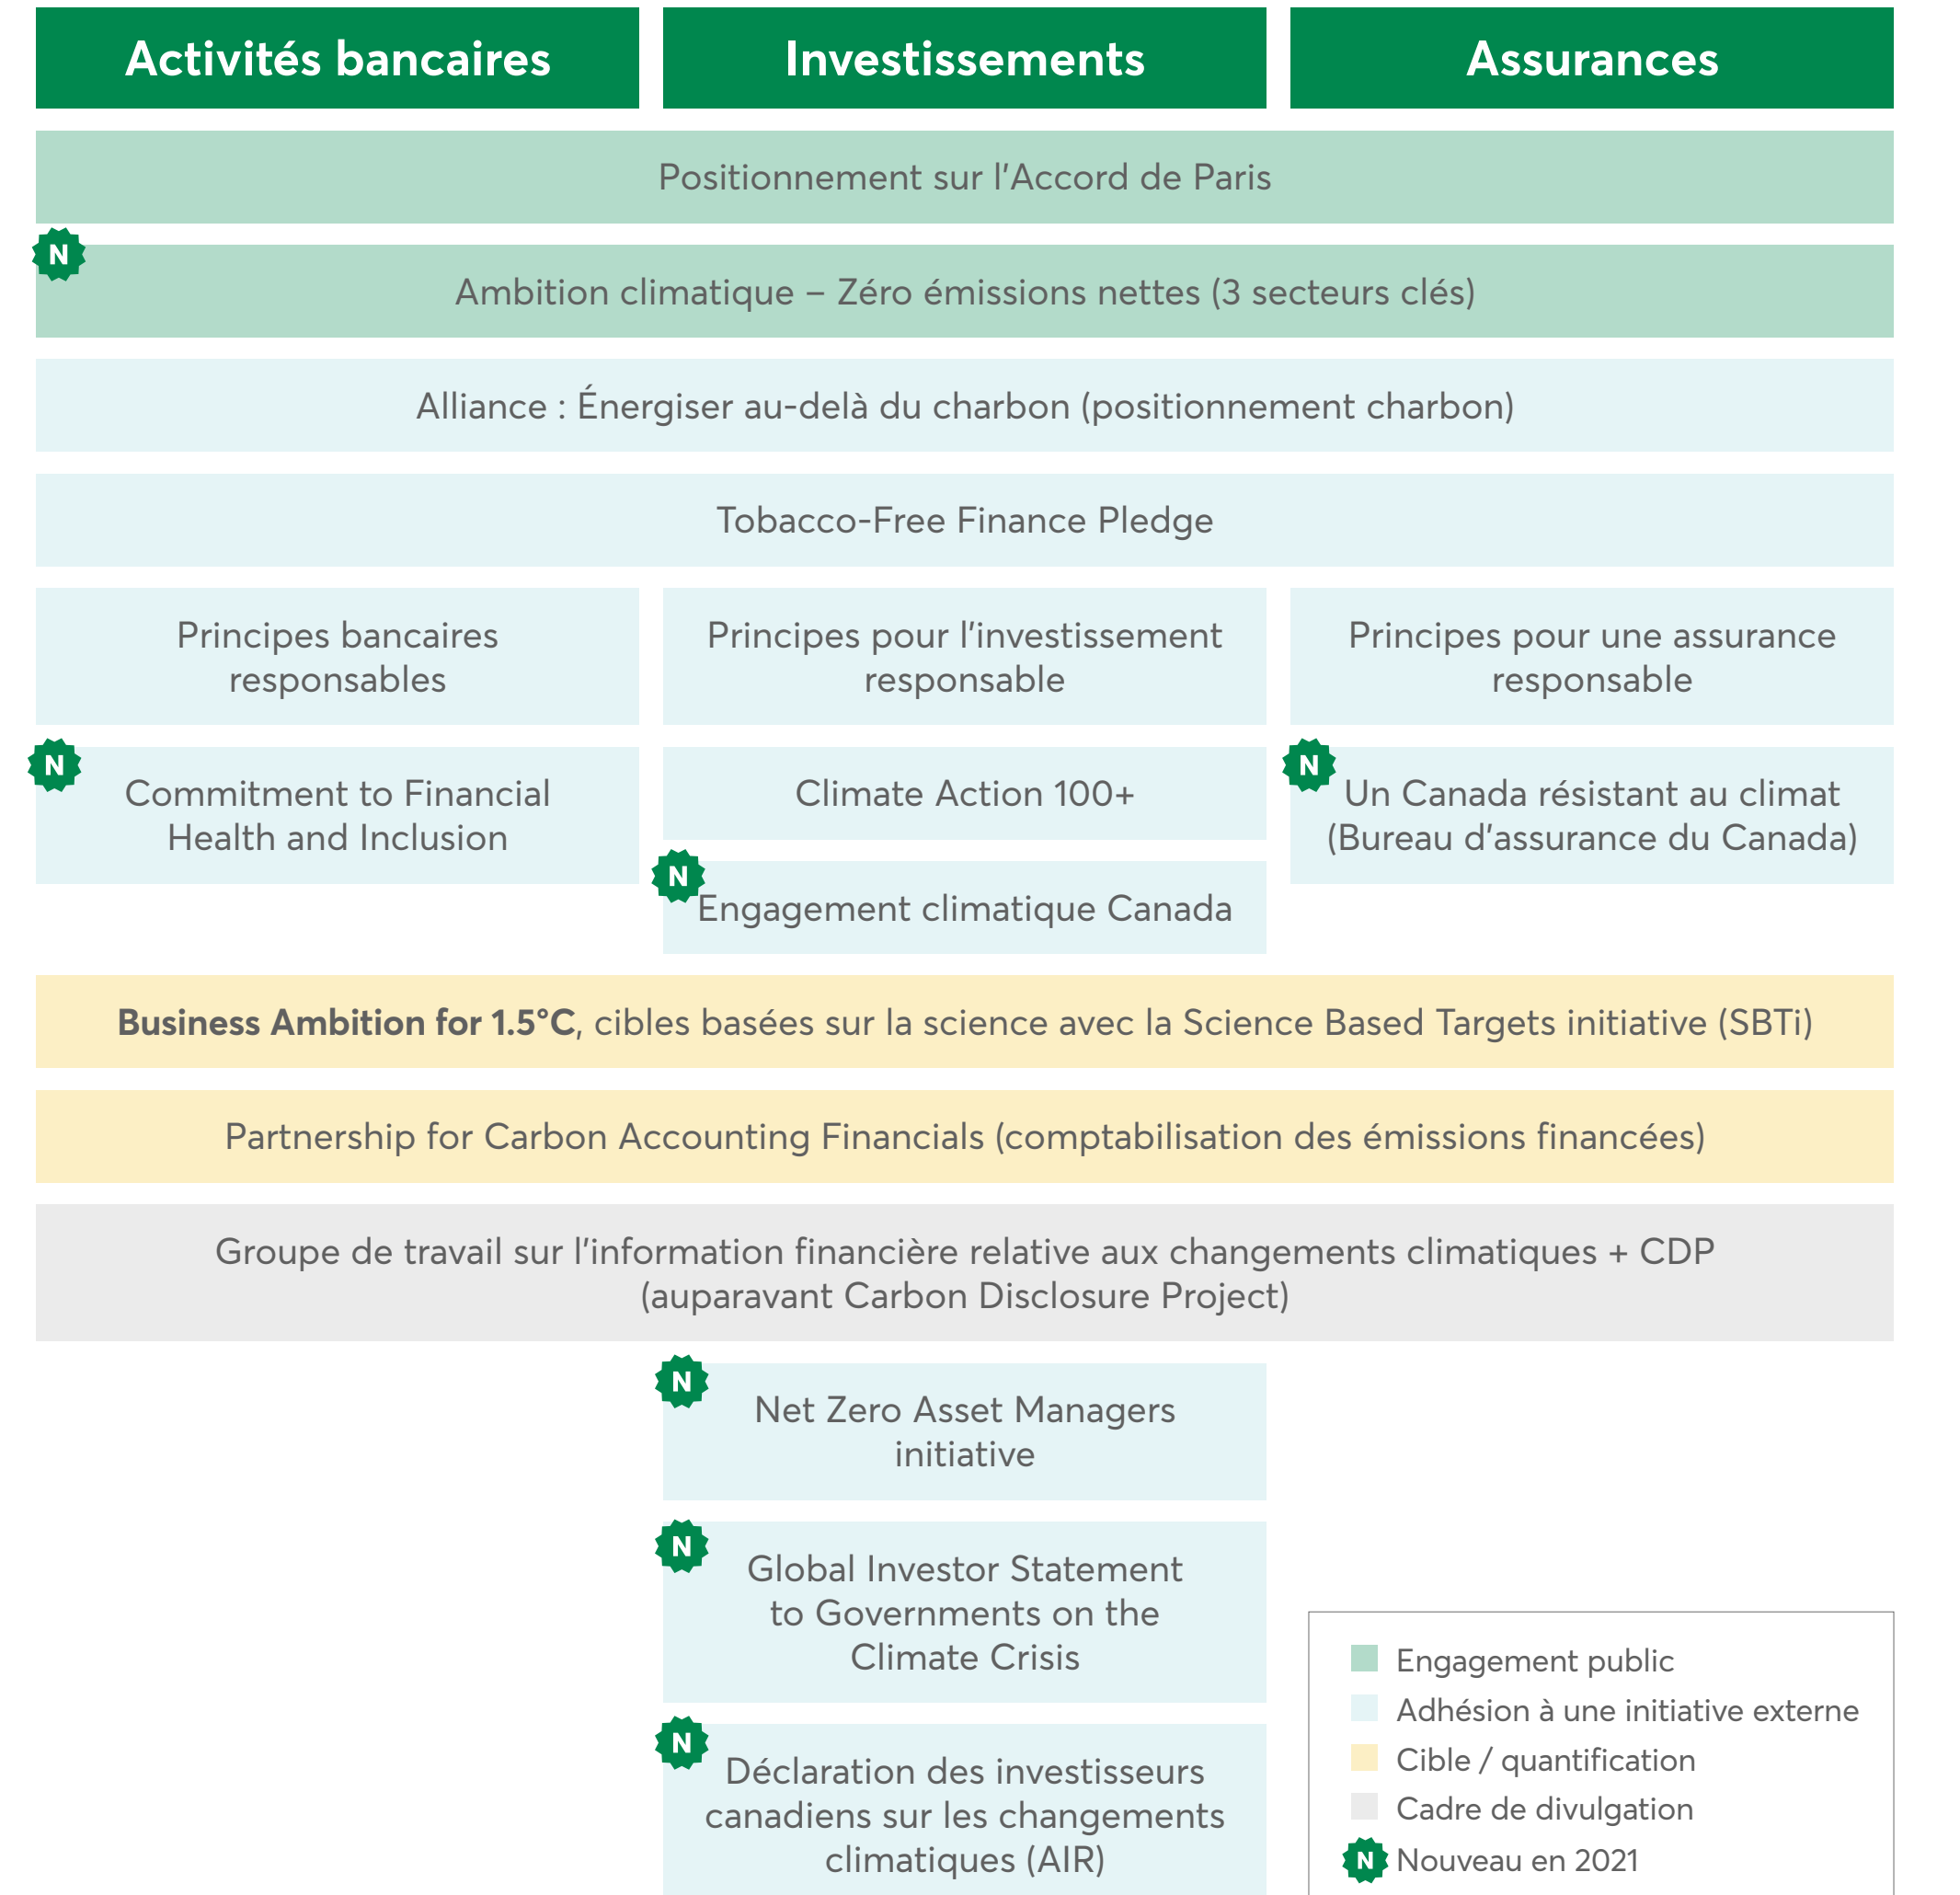 Activités bancaires
Investissements
Assurances
Positionnement sur l'Accord de Paris
N
Ambition climatique – Zéro émissions nettes (3 secteurs clés)
Alliance : Énergiser au-delà du charbon (positionnement charbon)
Tobacco-Free Finance Pledge
Principes bancaires
responsables
Principes pour l'investissement
responsable
Principes pour une assurance
responsable
N
Commitment to Financial
Health and Inclusion
Climate Action 100+
N
Engagement climatique Canada
N
Un Canada résistant au climat
(Bureau d'assurance du Canada)
Business Ambition for 1.5°C, cibles basées sur la science avec la Science Based Targets initiative (SBTi)
Partnership for Carbon Accounting Financials (comptabilisation des émissions financées)
Groupe de travail sur l'information financière relative aux changements climatiques + CDP
(auparavant Carbon Disclosure Project)
N
Net Zero Asset Managers
initiative
N
Global Investor Statement
to Governments on the
Climate Crisis
N
Déclaration des investisseurs
canadiens sur les changements
climatiques (AIR)
Engagement public
Adhésion à une initiative externe
Cible / quantification
Cadre de divulgation
N Nouveau en 2021